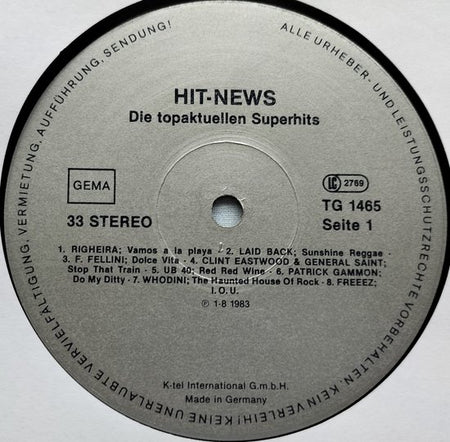 ALLE URHEBER- UND LEISTUNGSSCHUTZRECHTE VORBEHALTEN. KEIN VERLEIH! KEINE UNERLAUBTE VERVIELFÄLTIGUNG, VERMIETUNG, AUFFÜHRUNG, SENDUNG!
HIT-NEWS
Die topaktuellen Superhits
GEMA
LC 2769
TG 1465
33 STEREO
Seite 1
1. RIGHEIRA; Vamos a la playa · 2. LAID BACK; Sunshine Reggae ·
3. F. FELLINI; Dolce Vita · 4. CLINT EASTWOOD & GENERAL SAINT;
Stop That Train · 5. UB 40; Red Red Wine · 6. PATRICK GAMMON;
Do My Ditty · 7. WHODINI; The Haunted House Of Rock · 8. FREEEZ;
I.O.U.
℗ 1-8 1983
K-tel International G.m.b.H.
Made in Germany